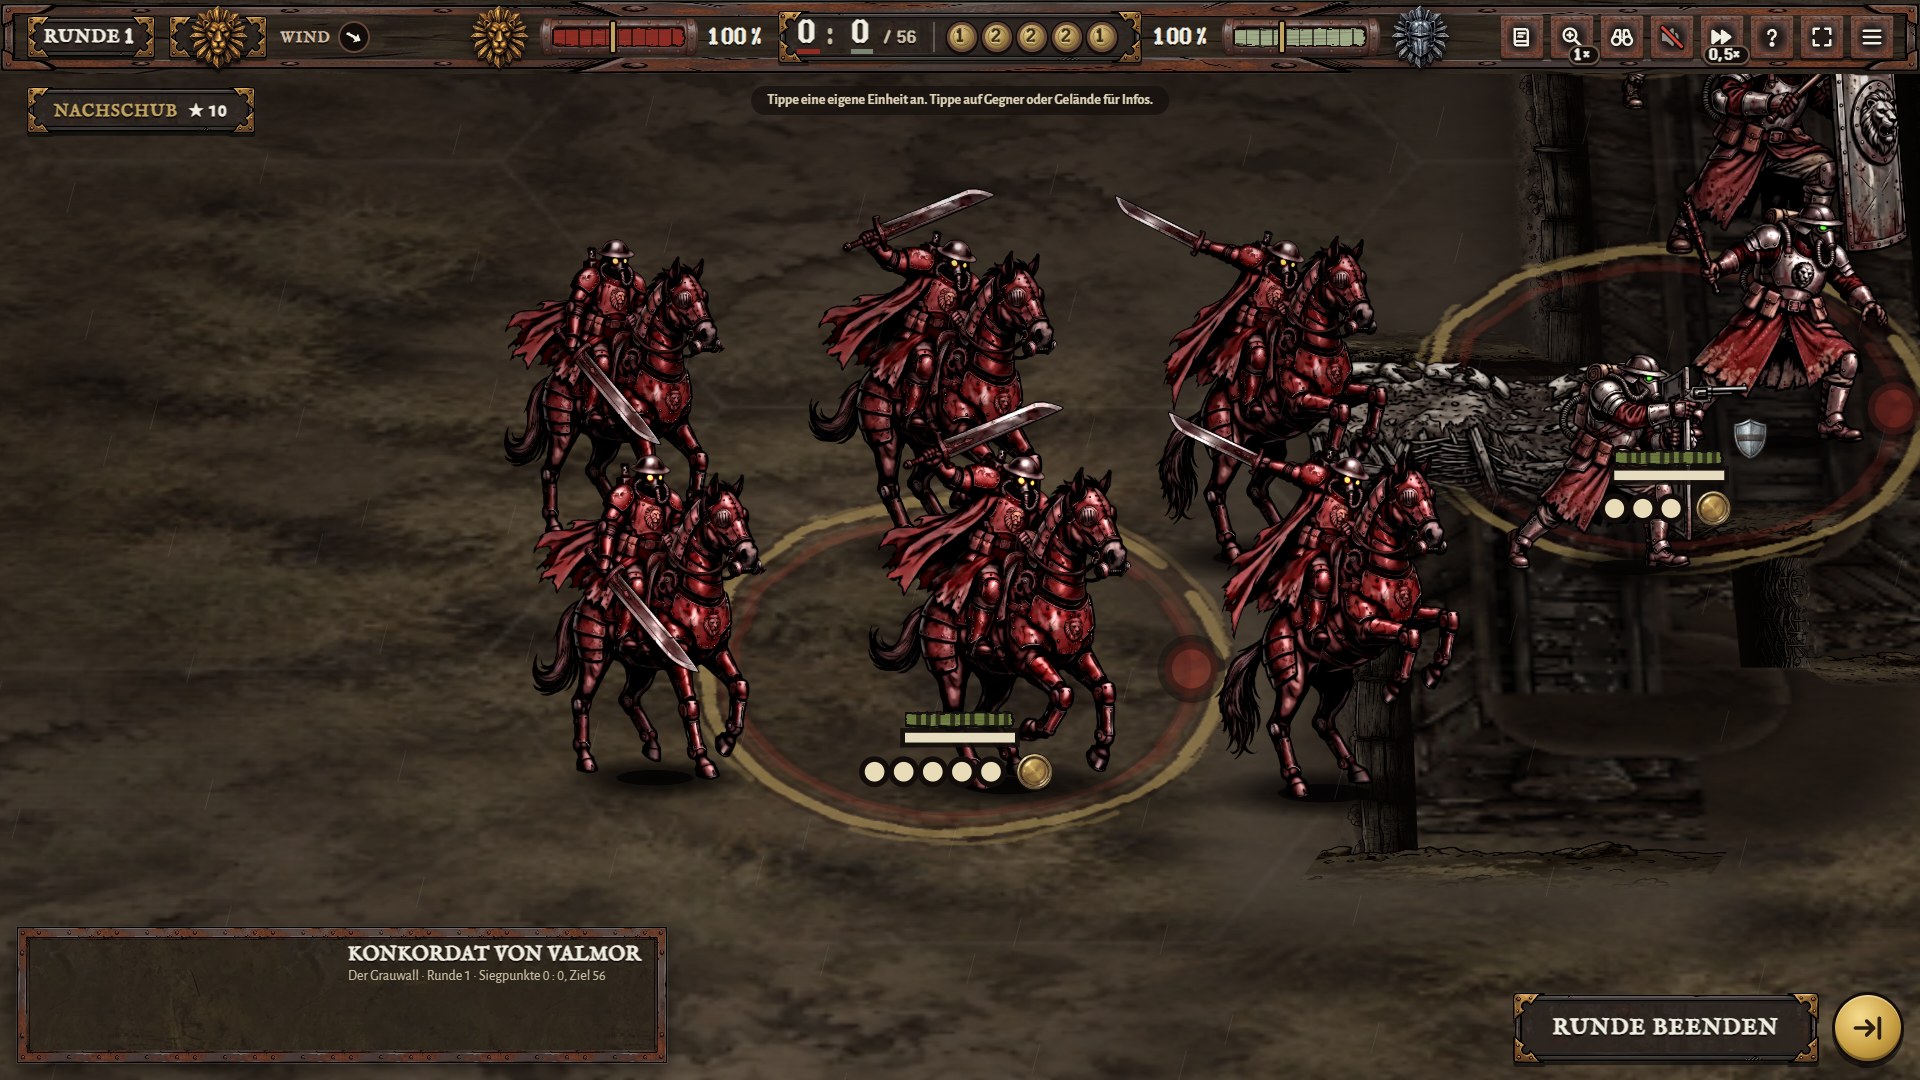 RUNDE 1
WIND
100%
0 : 0 / 56
1 2 2 2 1
100%
1×
0,5×
?
NACHSCHUB ★ 10
Tippe eine eigene Einheit an. Tippe auf Gegner oder Gelände für Infos.
KONKORDAT VON VALMOR
Der Grauwall · Runde 1 · Siegpunkte 0 : 0, Ziel 56
RUNDE BEENDEN